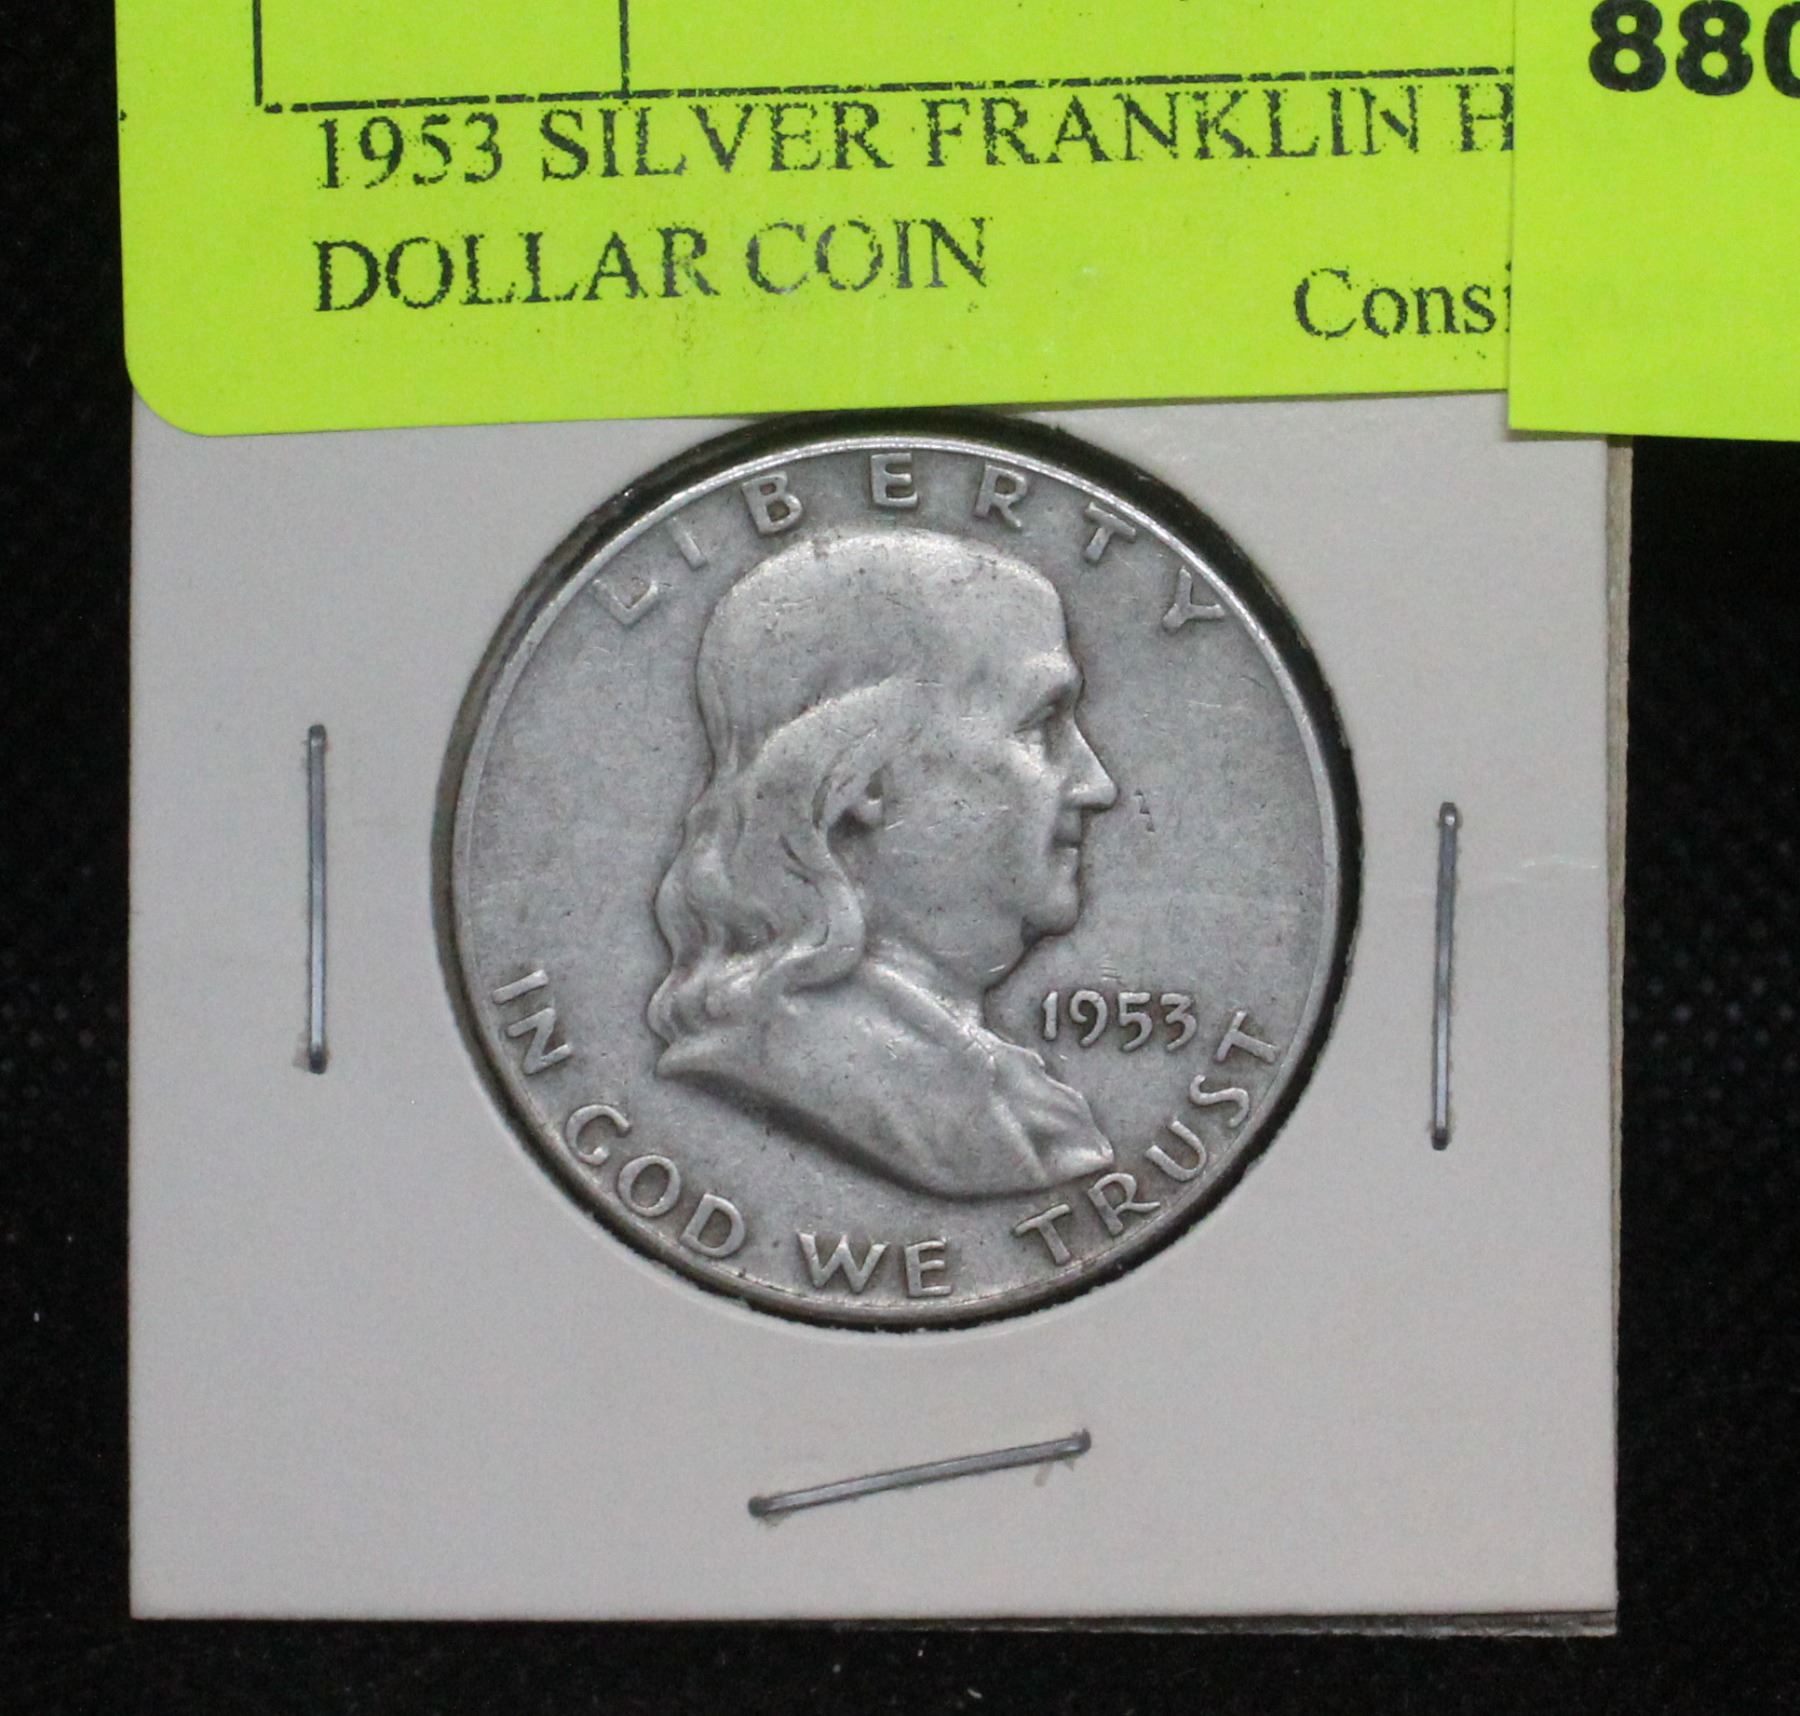 880
1953 SILVER FRANKLIN H
DOLLAR COIN
Consi
LIBERTY
1953
IN GOD WE TRUST